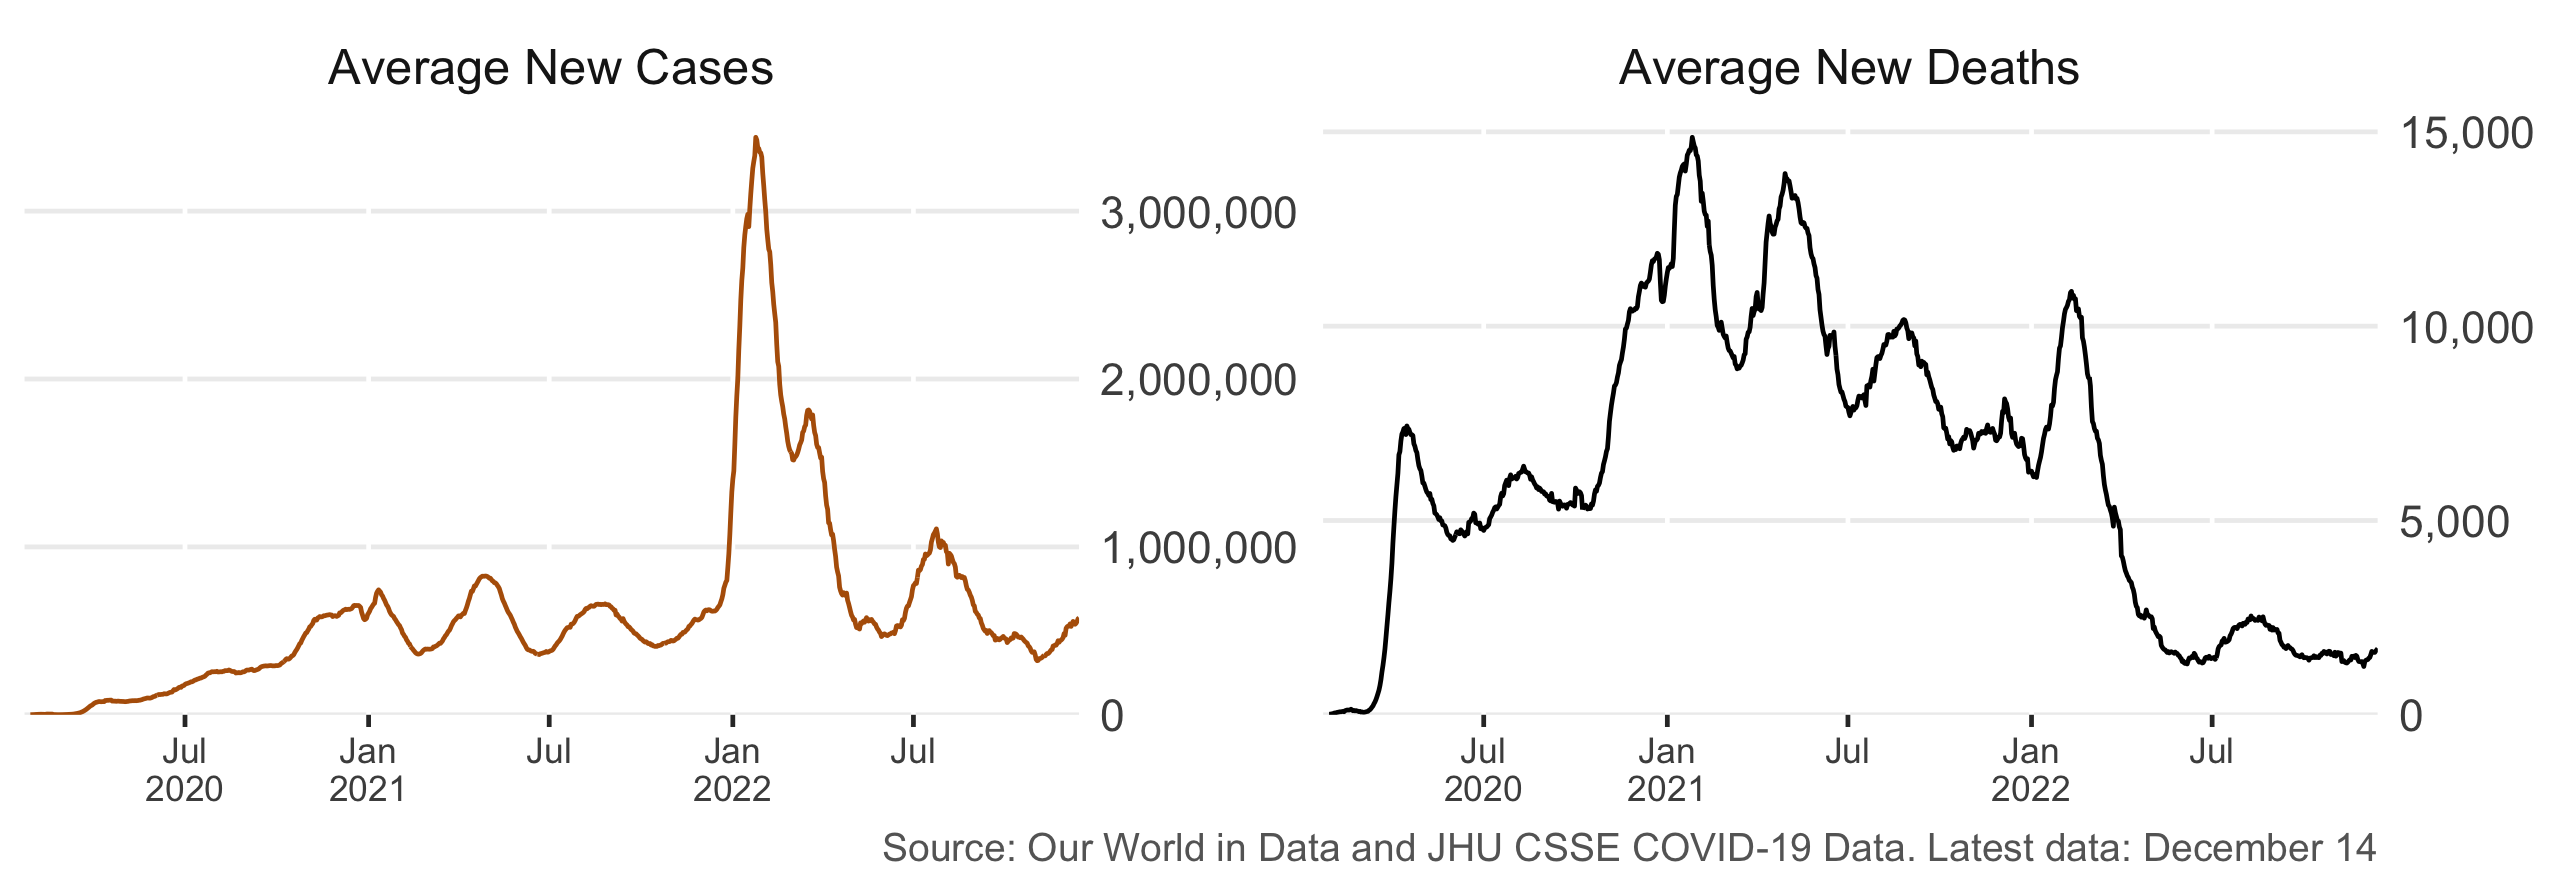 Average New Cases
3,000,000
2,000,000
1,000,000
0
Jul Jan Jul Jan Jul
2020 2021 2022
Average New Deaths
15,000
10,000
5,000
0
Jul Jan Jul Jan Jul
2020 2021 2022
Source: Our World in Data and JHU CSSE COVID-19 Data. Latest data: December 14